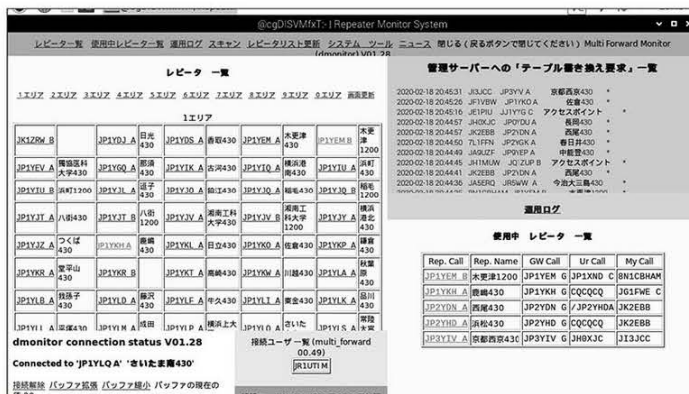 @cgDISVMfxT:- | Repeater Monitor System
レピーター覧 使用中レピーター覧 運用ログ スキャン レピータリスト更新 システム ツール ニュース 閉じる(戻るボタンで閉じてください) Multi Forward Monitor
(dmonitor) V01.28
レピータ 一覧
1エリア 2エリア 3エリア 4エリア 5エリア 6エリア 7エリア 8エリア 9エリア 0エリア 画面更新
1エリア
JK1ZRW B JP1YDJ A 日光430 JP1YDS A 香取430 JP1YEM A 木更津430 JP1YEM B 木更津1200
JP1YEV A 獨協医科大学430 JP1YGQ A 那須430 JP1YIK A 古河430 JP1YIQ A 横浜港南430 JP1YIU A 浜町430
JP1YIU B 浜町1200 JP1YJL A 逗子430 JP1YJO A 鶴江430 JP1YJQ A 稲毛430 JP1YJQ B 稲毛1200
JP1YJT A 八街430 JP1YJT B 八街1200 JP1YJV A 湘南工科大学430 JP1YJV B 湘南工科大学1200 JP1YJY A 横浜港北430
JP1YJZ A つくば430 JP1YKH A 鹿嶋430 JP1YKL A 日立430 JP1YKO A 佐倉430 JP1YKP A 鎌倉430
JP1YKR A 堂平山430 JP1YKR B JP1YKT A 高崎430 JP1YKW A 川越430 JP1YLA A 秋葉原430
JP1YLB A 我孫子430 JP1YLD A 藤沢430 JP1YLF A 牛久430 JP1YLI A 東金430 JP1YLK A 品川430
平塚430 成田 横浜上大 さいた 常陸
dmonitor connection status V01.28
Connected to 'JP1YLQ A' 'さいたま南430'
接続解除 バッファ拡張 バッファ縮小 バッファの現在の
接続ユーザ一覧 (multi_forward
00.49)
JR1UTI M
管理サーバーへの「テーブル書き換え要求」一覧
2020-02-18 20:45:31 JI3JCC JP3YV A 京都西京430 *
2020-02-18 20:45:26 JF1VBW JP1YKO A 佐倉430 *
2020-02-18 20:45:16 JE1PIU JJ1YYG C アクセスポイント *
2020-02-18 20:44:57 JH0XJC JP0YDU A 長岡430 *
2020-02-18 20:44:57 JK2EBB JP2YDN A 西尾430 *
2020-02-18 20:44:50 7L1FFN JP2YGK A 春日井430 *
2020-02-18 20:44:49 JA9UZF JP9YEP A 中能登430 *
2020-02-18 20:44:45 JH1MUW JQ1ZUP B アクセスポイント *
2020-02-18 20:44:41 JK2EBB JP2YDN A 西尾430 *
2020-02-18 20:44:36 JA5ERQ JR5WW A 今治大三島430 *
運用ログ
使用中 レピータ 一覧
Rep. Call Rep. Name GW Call Ur Call My Call
JP1YEM B 木更津1200 JP1YEM G JP1XND C 8N1CBHAM
JP1YKH A 鹿嶋430 JP1YKH G CQCQCQ JG1FWE C
JP2YDN A 西尾430 JP2YDN G /JP2YHDA JK2EBB
JP2YHD A 浜松430 JP2YHD G CQCQCQ JK2EBB
JP3YIV A 京都西京430 JP3YIV G JH0XJC JI3JCC